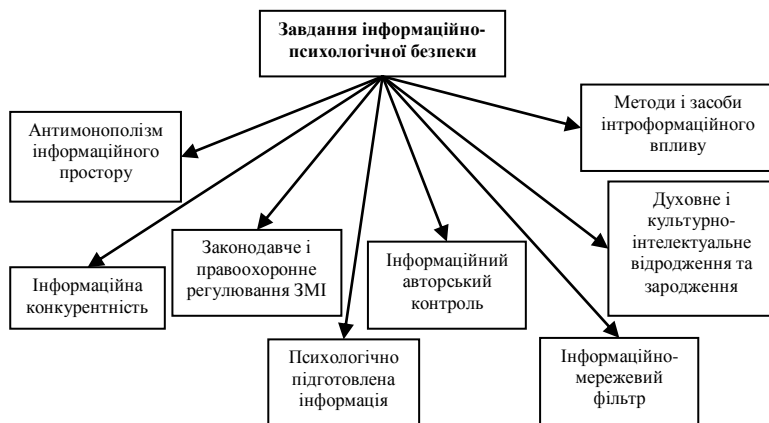 Завдання інформаційно-
психологічної безпеки
Методи і засоби
інтроформаційного
впливу
Антимонополізм
інформаційного
простору
Духовне і
культурно-
інтелектуальне
відродження та
зародження
Законодавче і
правоохоронне
регулювання ЗМІ
Інформаційний
авторський
контроль
Інформаційна
конкурентність
Психологічно
підготовлена
інформація
Інформаційно-
мережевий
фільтр